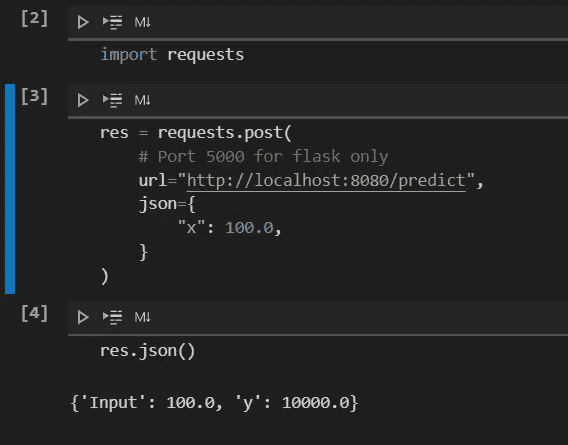 [2]
M↓
import requests
[3]
M↓
res = requests.post(
    # Port 5000 for flask only
    url="http://localhost:8080/predict",
    json={
        "x": 100.0,
    }
)
[4]
M↓
res.json()
{'Input': 100.0, 'y': 10000.0}